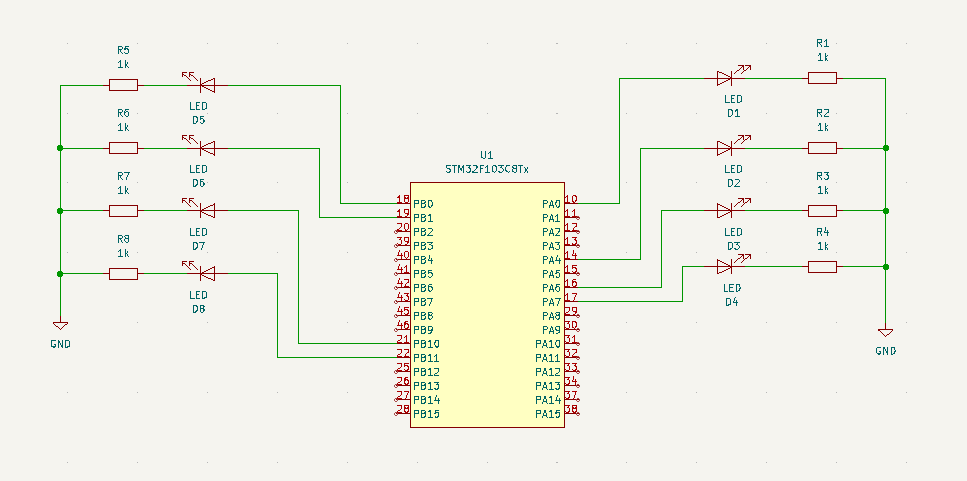 R5
1k
LED
D5
R6
1k
LED
D6
R7
1k
LED
D7
R8
1k
LED
D8
GND
U1
STM32F103C8Tx
18 PB0
19 PB1
20 PB2
39 PB3
40 PB4
41 PB5
42 PB6
43 PB7
45 PB8
46 PB9
21 PB10
22 PB11
25 PB12
26 PB13
27 PB14
28 PB15
PA0 10
PA1 11
PA2 12
PA3 13
PA4 14
PA5 15
PA6 16
PA7 17
PA8 29
PA9 30
PA10 31
PA11 32
PA12 33
PA13 34
PA14 37
PA15 38
R1
1k
LED
D1
R2
1k
LED
D2
R3
1k
LED
D3
R4
1k
LED
D4
GND